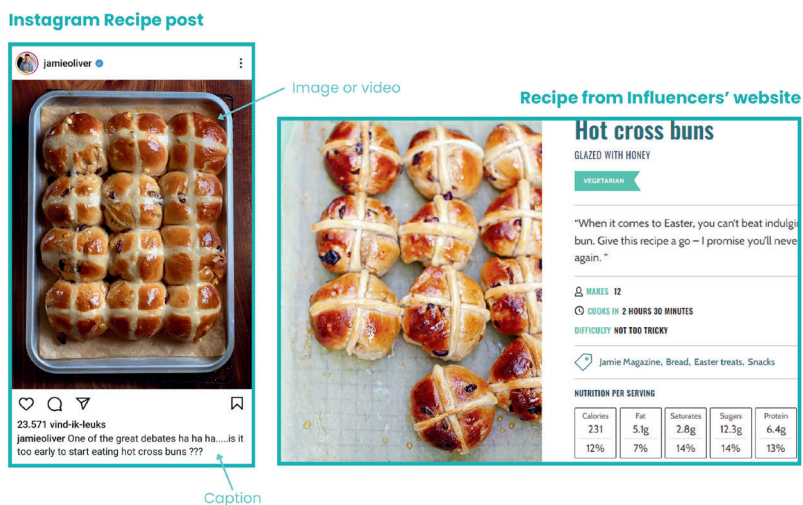 Instagram Recipe post
jamieoliver
Image or video
Recipe from Influencers' website
Hot cross buns
GLAZED WITH HONEY
VEGETARIAN
"When it comes to Easter, you can't beat indulgi
bun. Give this recipe a go – I promise you'll neve
again. "
MAKES 12
COOKS IN 2 HOURS 30 MINUTES
DIFFICULTY NOT TOO TRICKY
Jamie Magazine, Bread, Easter treats, Snacks
NUTRITION PER SERVING
Calories Fat Saturates Sugars Protein
231 5.1g 2.8g 12.3g 6.4g
12% 7% 14% 14% 13%
23.571 vind-ik-leuks
jamieoliver One of the great debates ha ha ha.....is it
too early to start eating hot cross buns ???
Caption